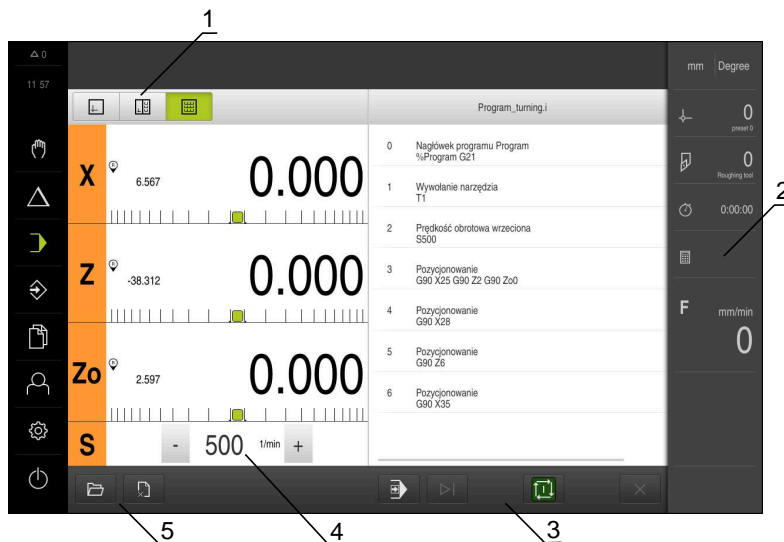 1
0
11 57
mm Degree
Program_turning.i
X
R
6.567
0.000
Z
R
-38.312
0.000
Zo
R
2.597
0.000
S
-
500
1/min
+
0 Nagłówek programu Program
%Program G21
1 Wywołanie narzędzia
T1
2 Prędkość obrotowa wrzeciona
S500
3 Pozycjonowanie
G90 X25 G90 Z2 G90 Zo0
4 Pozycjonowanie
G90 X28
5 Pozycjonowanie
G90 Z6
6 Pozycjonowanie
G90 X35
0
preset 0
0
Roughing tool
0:00:00
2
F mm/min
0
5
4
3